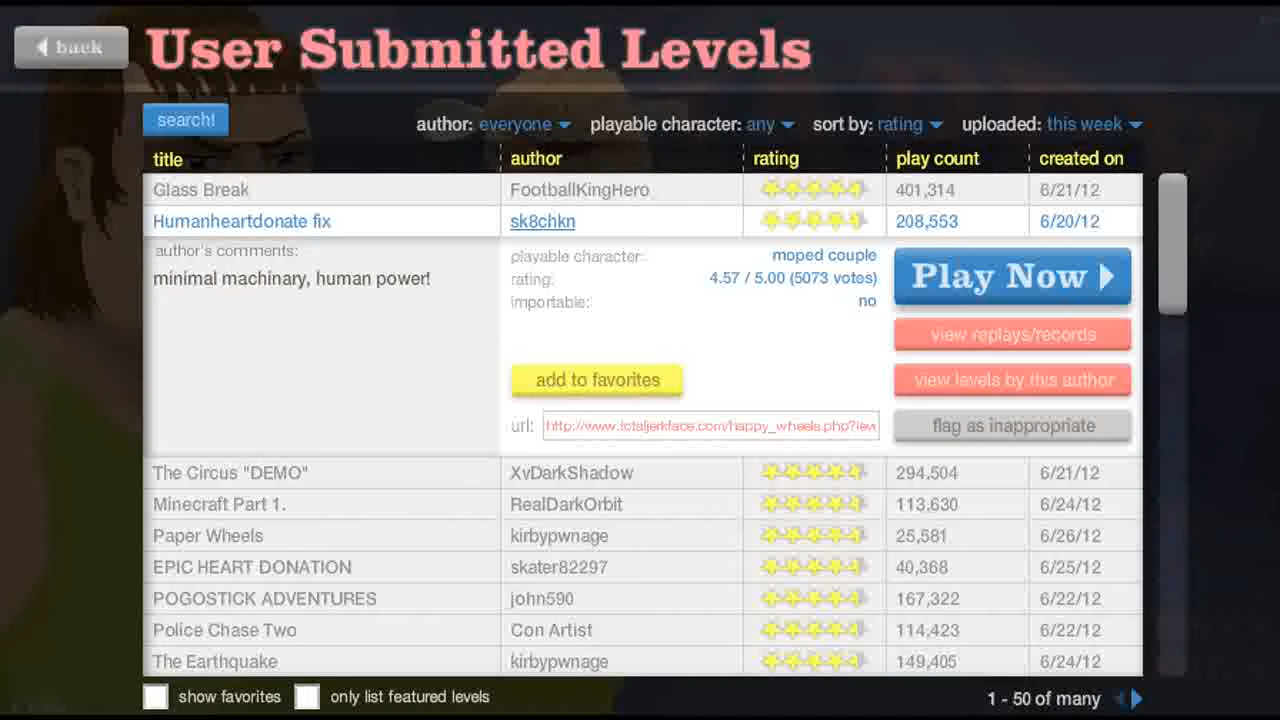 back
User Submitted Levels
search!
author: everyone playable character: any sort by: rating uploaded: this week
title author rating play count created on
Glass Break FootballKingHero 401,314 6/21/12
Humanheartdonate fix sk8chkn 208,553 6/20/12
author's comments:
minimal machinary, human power!
playable character: moped couple
rating: 4.57 / 5.00 (5073 votes)
importable: no
Play Now
view replays/records
add to favorites
view levels by this author
url: http://www.totaljerkface.com/happy_wheels.php?lev
flag as inappropriate
The Circus "DEMO" XvDarkShadow 294,504 6/21/12
Minecraft Part 1. RealDarkOrbit 113,630 6/24/12
Paper Wheels kirbypwnage 25,581 6/26/12
EPIC HEART DONATION skater82297 40,368 6/25/12
POGOSTICK ADVENTURES john590 167,322 6/22/12
Police Chase Two Con Artist 114,423 6/22/12
The Earthquake kirbypwnage 149,405 6/24/12
show favorites only list featured levels 1 - 50 of many